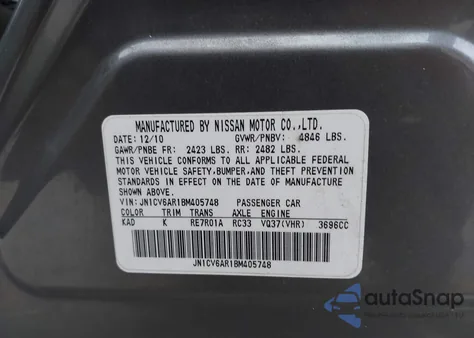 MANUFACTURED BY NISSAN MOTOR CO.,LTD.
DATE: 12/10 GVWR/PNBV: 4846 LBS.
GAWR/PNBE FR: 2423 LBS. RR: 2482 LBS.
THIS VEHICLE CONFORMS TO ALL APPLICABLE FEDERAL
MOTOR VEHICLE SAFETY,BUMPER,AND THEFT PREVENTION
STANDARDS IN EFFECT ON THE DATE OF MANUFACTURE
SHOWN ABOVE.
VIN: JN1CV6AR1BM405748 PASSENGER CAR
COLOR TRIM TRANS AXLE ENGINE
KAD K RE7R01A RC33 VQ37(VHR) 3696CC
JN1CV6AR1BM405748
autoSnap
POWERED BY